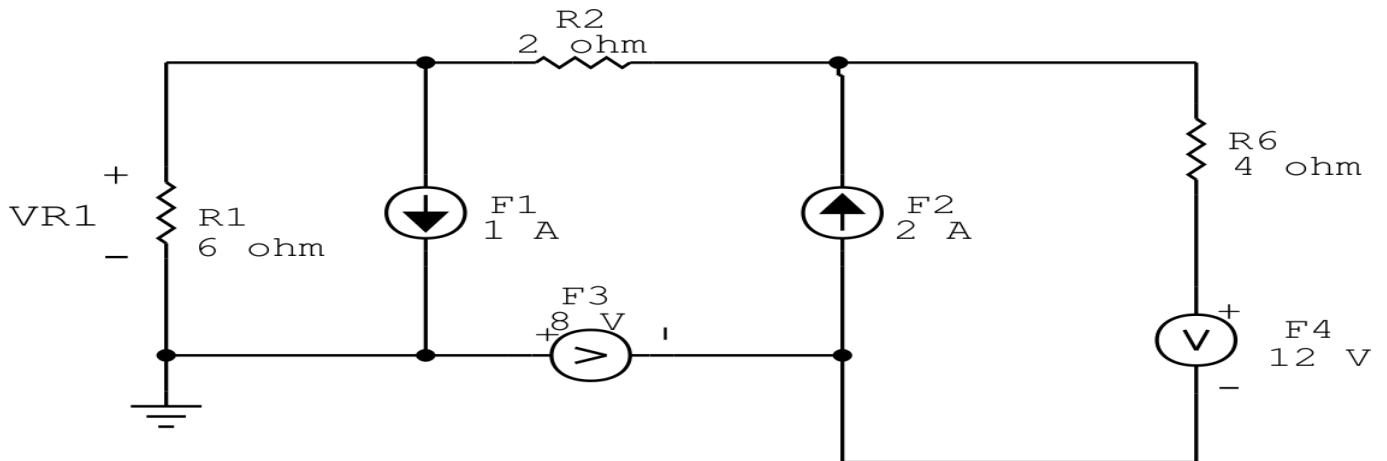 R2
2 ohm
R6
4 ohm
+
VR1
−
R1
6 ohm
F1
1 A
F2
2 A
F3
8 V
+
-
V
+
V
−
F4
12 V